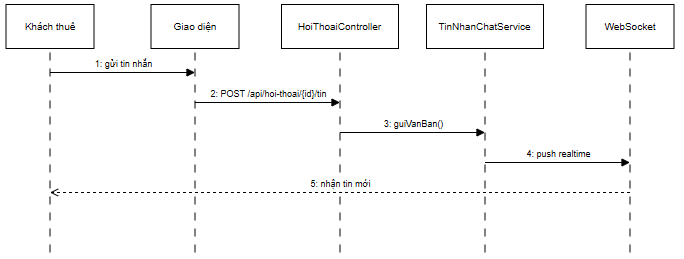 Khách thuê
Giao diện
HoiThoaiController
TinNhanChatService
WebSocket
1: gửi tin nhắn
2: POST /api/hoi-thoai/{id}/tin
3: guiVanBan()
4: push realtime
5: nhận tin mới